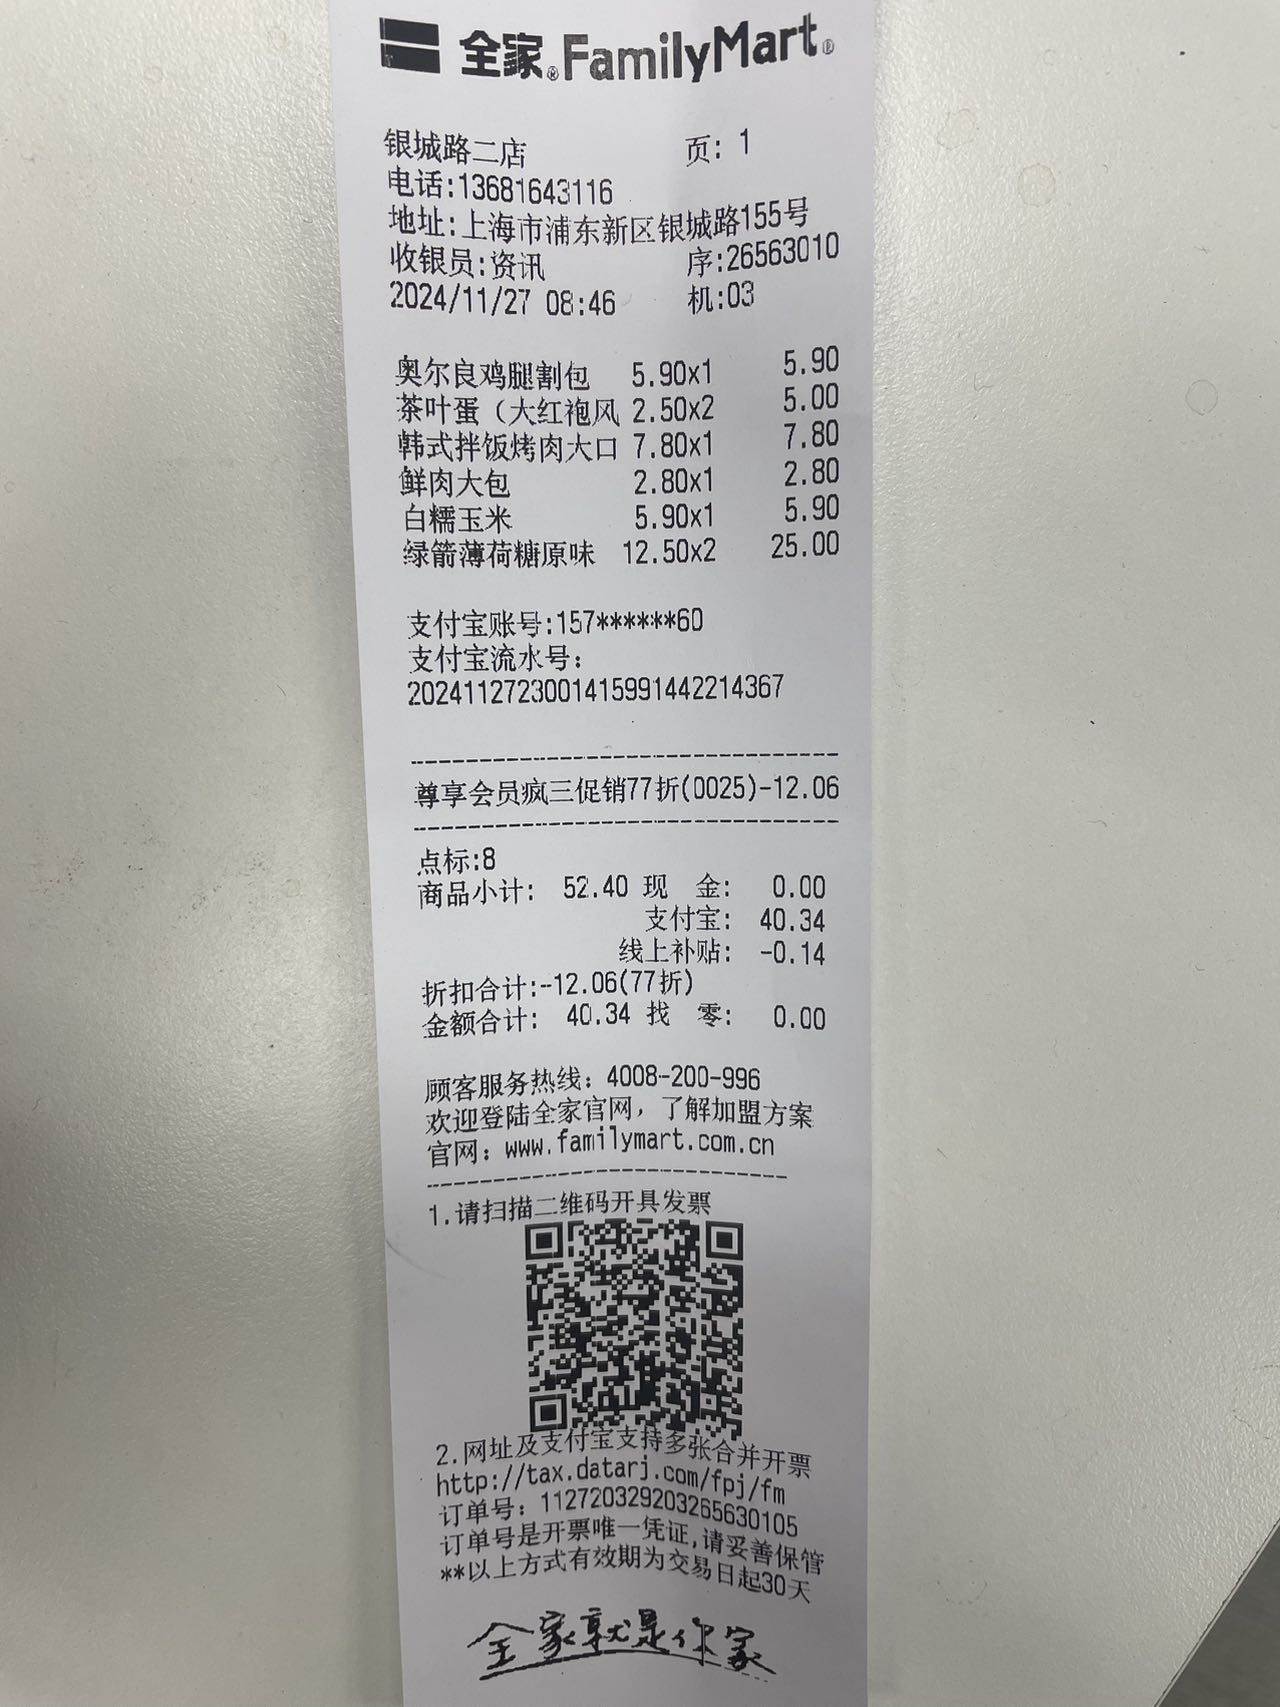 全家® FamilyMart®
银城路二店 页: 1
电话:13681643116
地址:上海市浦东新区银城路155号
收银员:资讯 序:26563010
2024/11/27 08:46 机:03
奥尔良鸡腿割包 5.90x1 5.90
茶叶蛋（大红袍风 2.50x2 5.00
韩式拌饭烤肉大口 7.80x1 7.80
鲜肉大包 2.80x1 2.80
白糯玉米 5.90x1 5.90
绿箭薄荷糖原味 12.50x2 25.00
支付宝账号:157******60
支付宝流水号:
2024112723001415991442214367
尊享会员疯三促销77折(0025)-12.06
点标:8
商品小计: 52.40 现 金: 0.00
支付宝: 40.34
线上补贴: -0.14
折扣合计:-12.06(77折)
金额合计: 40.34 找 零: 0.00
顾客服务热线: 4008-200-996
欢迎登陆全家官网，了解加盟方案
官网: www.familymart.com.cn
1.请扫描二维码开具发票
2.网址及支付宝支持多张合并开票
http://tax.datarj.com/fpj/fm
订单号: 112720329203265630105
订单号是开票唯一凭证,请妥善保管
**以上方式有效期为交易日起30天
全家就是你家